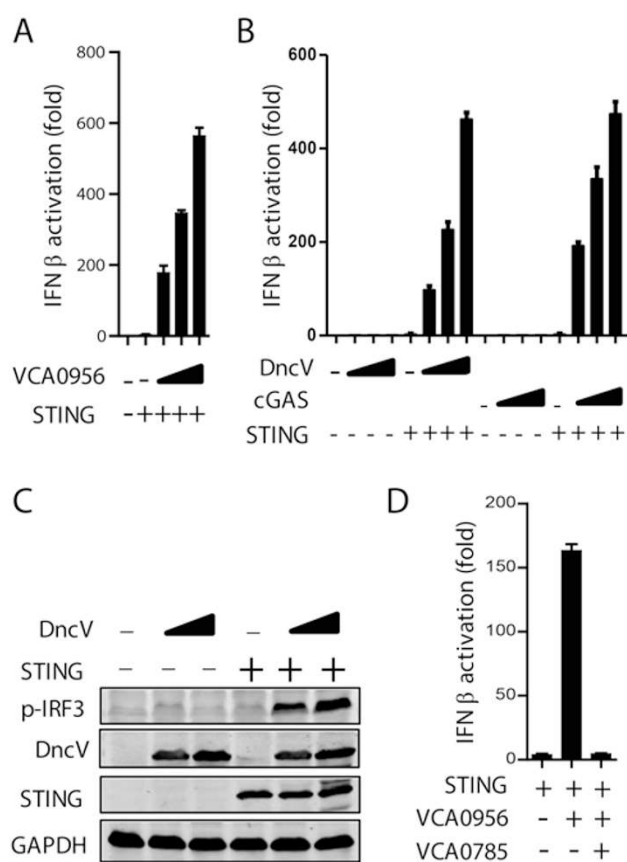 A
IFN β activation (fold)
800
600
400
200
0
VCA0956 - -
STING - + + + +
B
IFN β activation (fold)
600
400
200
0
DncV - -
cGAS - -
STING - - - - + + + + - - - - + + + +
C
DncV - -
STING - - - + + +
p-IRF3
DncV
STING
GAPDH
D
IFN β activation (fold)
200
150
100
50
0
STING + + +
VCA0956 - + +
VCA0785 - - +